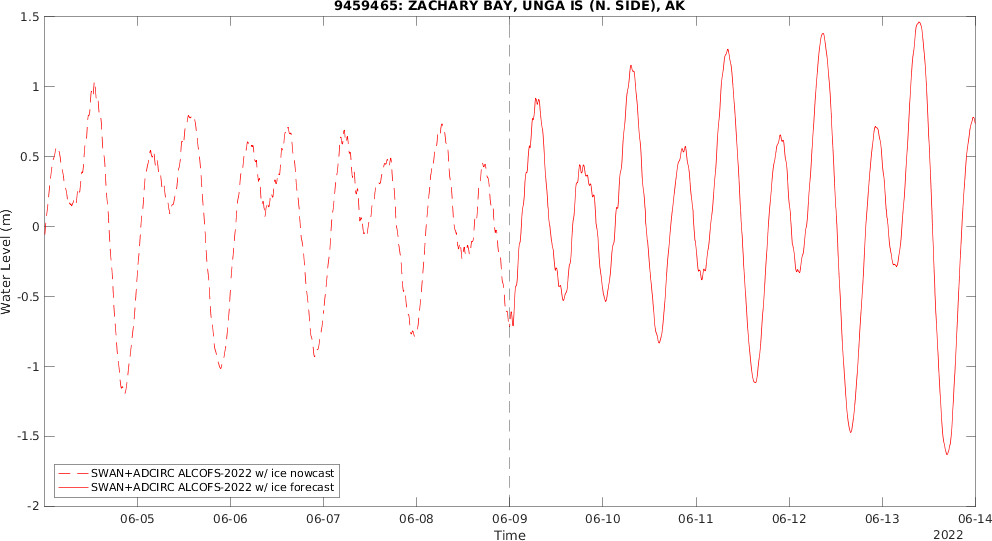 9459465: ZACHARY BAY, UNGA IS (N. SIDE), AK
1.5
1
0.5
0
-0.5
-1
-1.5
-2
Water Level (m)
SWAN+ADCIRC ALCOFS-2022 w/ ice nowcast
SWAN+ADCIRC ALCOFS-2022 w/ ice forecast
06-05 06-06 06-07 06-08 06-09 06-10 06-11 06-12 06-13 06-14
Time
2022